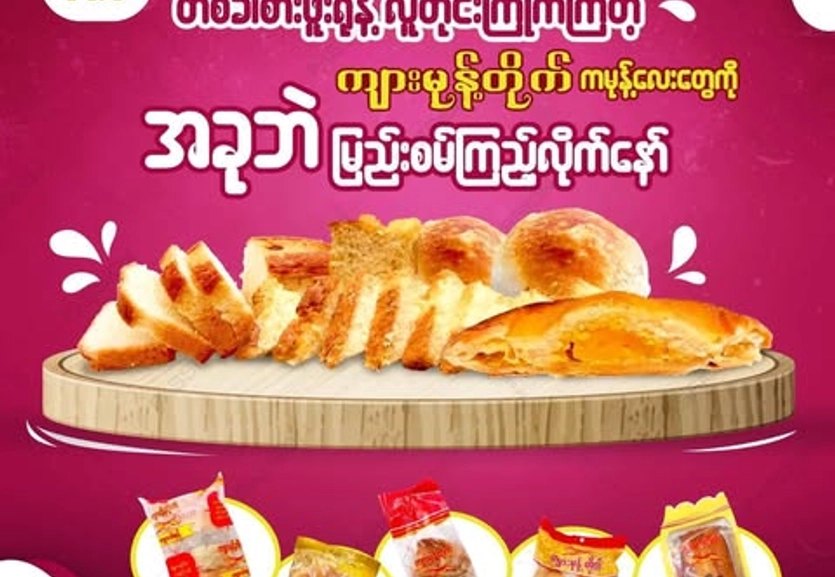 တစ်ခါစားဖူးရုံနဲ့ လူတိုင်းကြိုက်ကြတဲ့
ကျားမုန့်တိုက် ကမုန့်လေးတွေကို
အခုဘဲ မြည်းစမ်ကြည့်လိုက်နော်